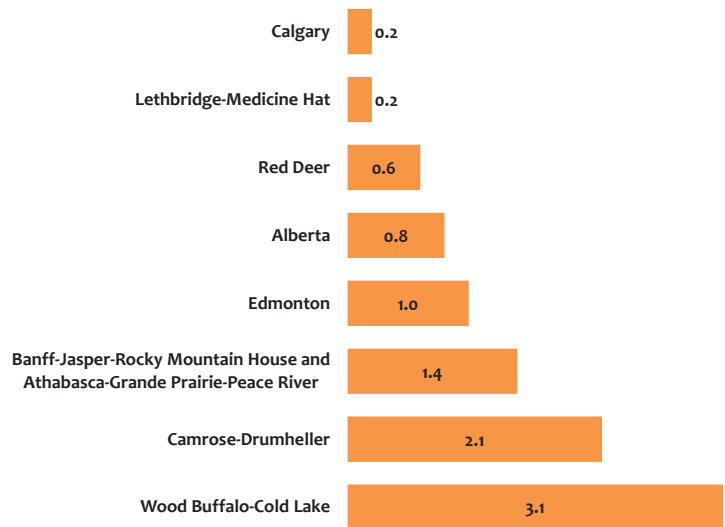 Calgary 0.2
Lethbridge-Medicine Hat 0.2
Red Deer 0.6
Alberta 0.8
Edmonton 1.0
Banff-Jasper-Rocky Mountain House and
Athabasca-Grande Prairie-Peace River 1.4
Camrose-Drumheller 2.1
Wood Buffalo-Cold Lake 3.1